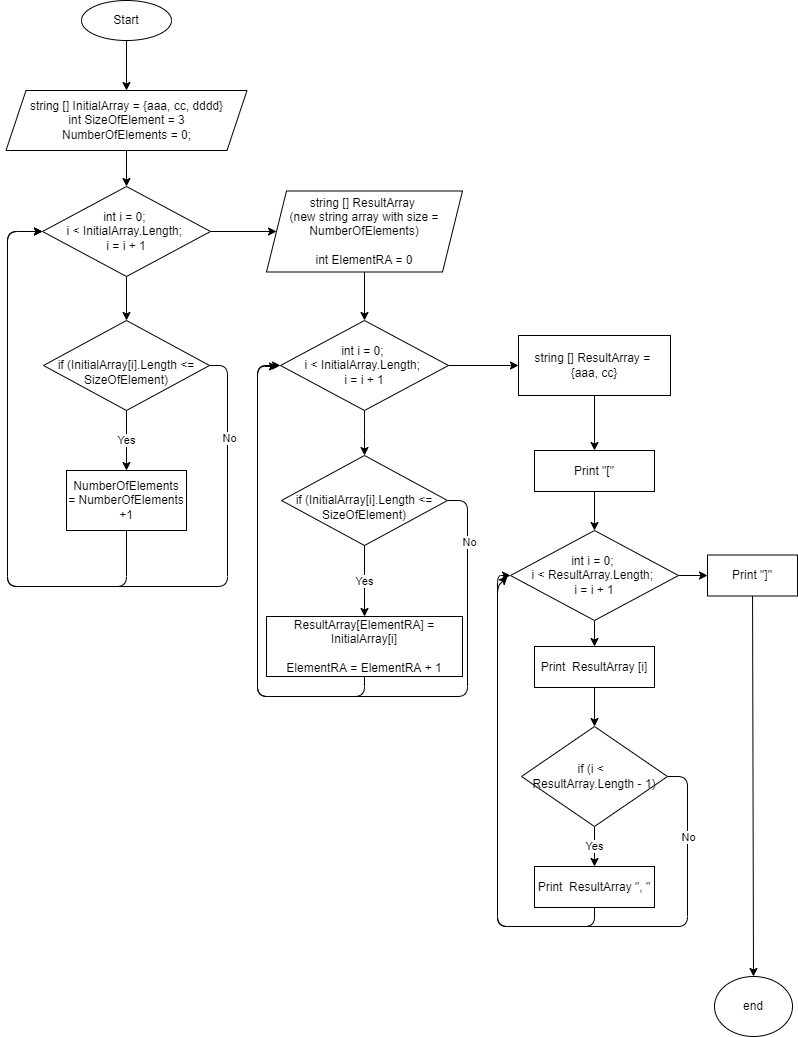 Start
string [] InitialArray = {aaa, cc, dddd}
int SizeOfElement = 3
NumberOfElements = 0;
int i = 0;
i < InitialArray.Length;
i = i + 1
if (InitialArray[i].Length <=
SizeOfElement)
Yes
No
NumberOfElements
= NumberOfElements
+1
string [] ResultArray
(new string array with size =
NumberOfElements)
int ElementRA = 0
int i = 0;
i < InitialArray.Length;
i = i + 1
if (InitialArray[i].Length <=
SizeOfElement)
No
Yes
ResultArray[ElementRA] =
InitialArray[i]
ElementRA = ElementRA + 1
string [] ResultArray =
{aaa, cc}
Print "["
int i = 0;
i < ResultArray.Length;
i = i + 1
Print "]"
Print  ResultArray [i]
if (i <
ResultArray.Length - 1)
No
Yes
Print  ResultArray ", "
end